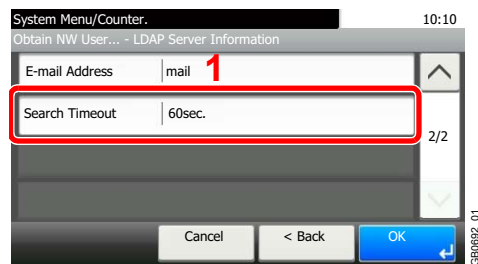 System Menu/Counter. 10:10
Obtain NW User... - LDAP Server Information
E-mail Address mail 1
Search Timeout 60sec.
2/2
Cancel < Back OK
GB0692_01